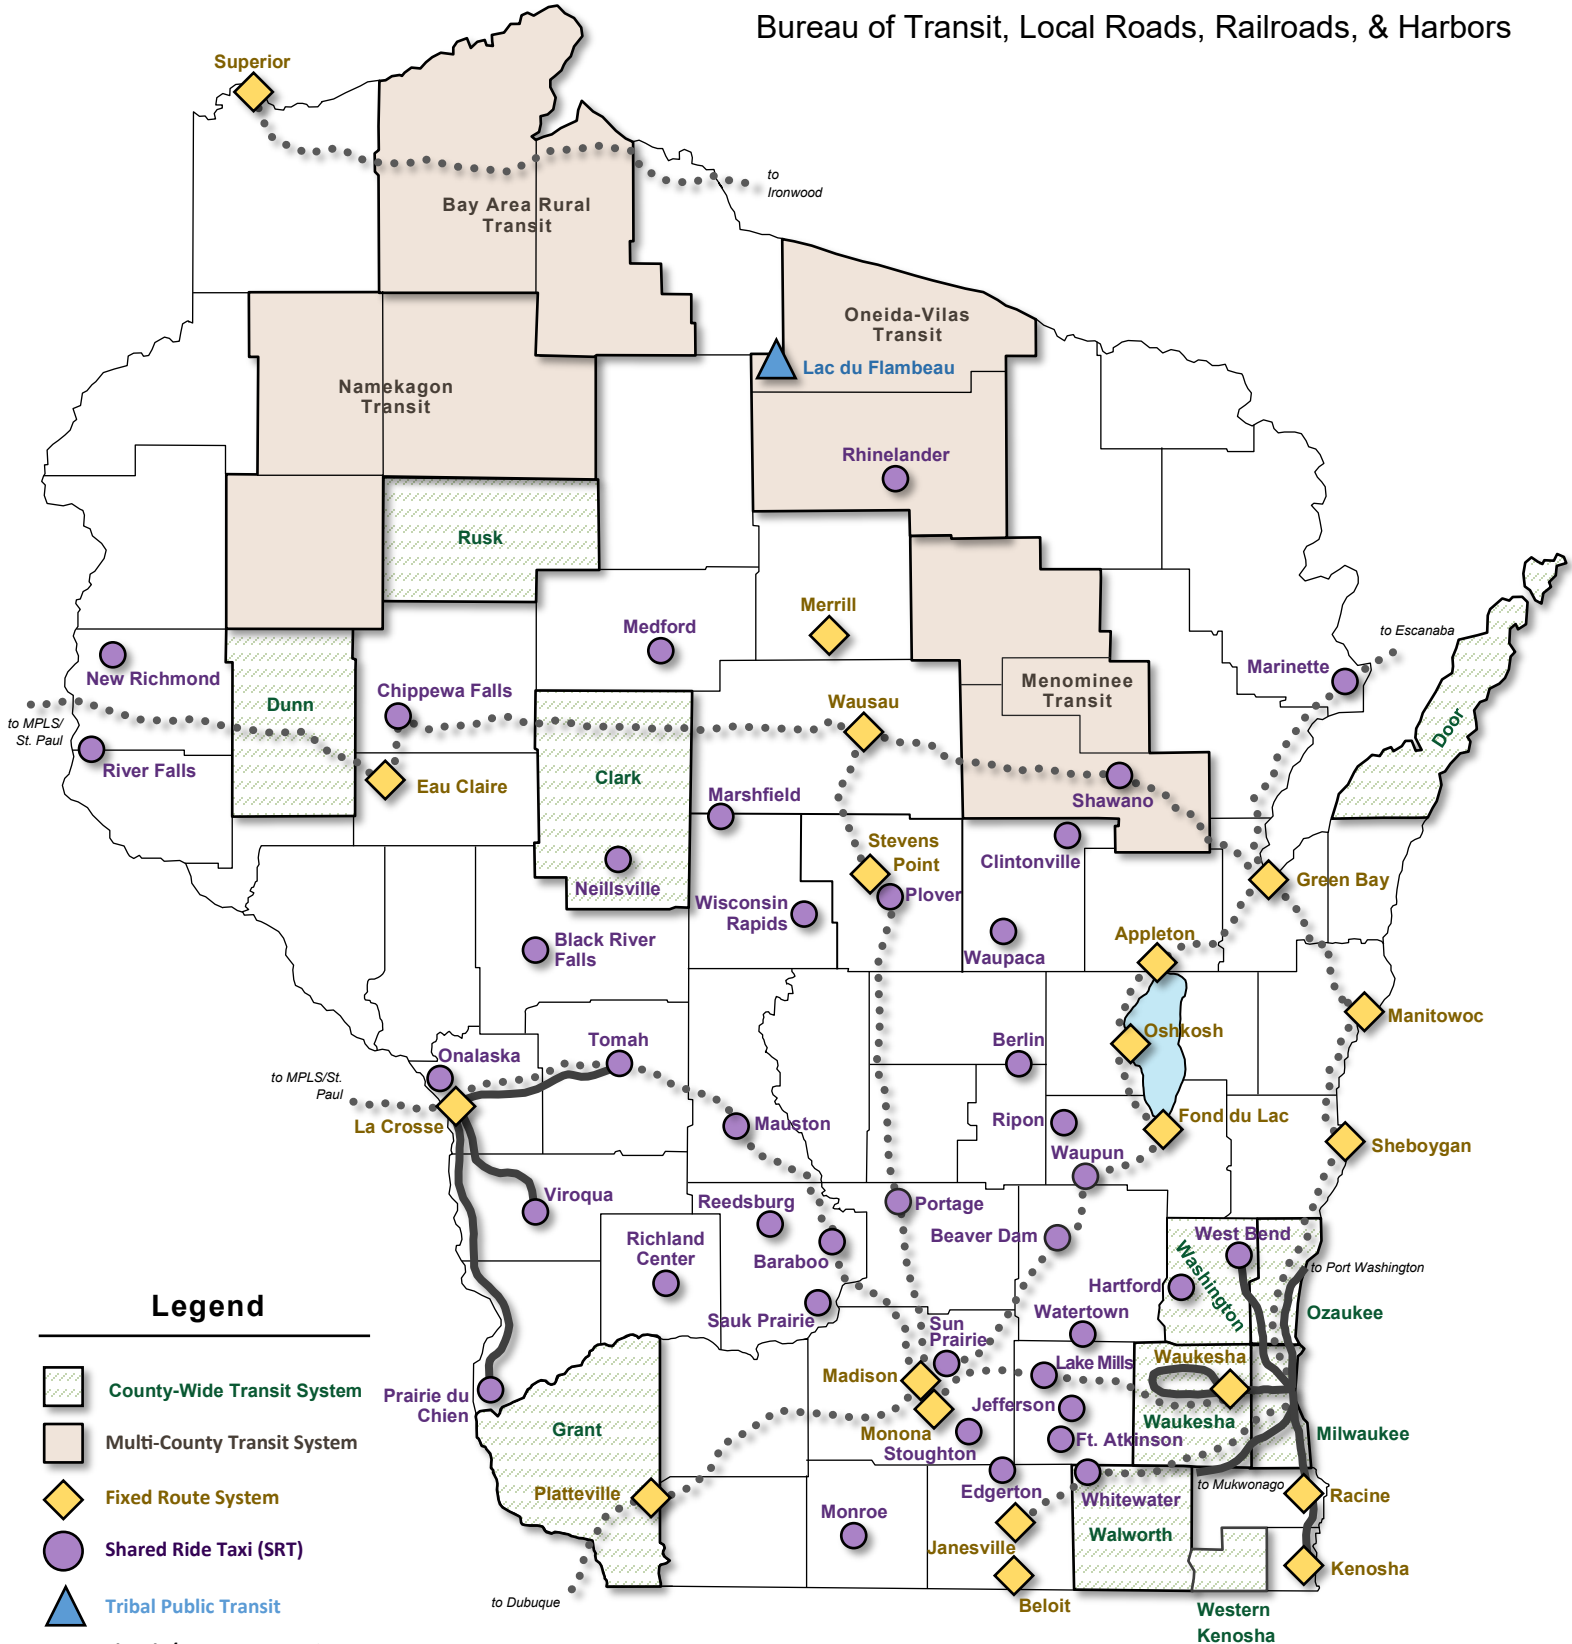 Bureau of Transit, Local Roads, Railroads, & Harbors
Superior
to
Ironwood
Bay Area Rural
Transit
Oneida-Vilas
Transit
Lac du Flambeau
Namekagon
Transit
Rhinelander
Rusk
Merrill
Medford
to Escanaba
Marinette
New Richmond
Chippewa Falls
Dunn
Menominee
Transit
Wausau
Door
to MPLS/
St. Paul
River Falls
Eau Claire
Clark
Marshfield
Shawano
Stevens
Point
Clintonville
Neillsville
Plover
Green Bay
Wisconsin
Rapids
Black River
Falls
Waupaca
Appleton
Manitowoc
Oshkosh
Tomah
Berlin
Onalaska
to MPLS/St.
Paul
La Crosse
Mauston
Ripon
Fond du Lac
Sheboygan
Waupun
Viroqua
Reedsburg
Portage
Beaver Dam
West Bend
Richland
Center
Baraboo
Washington
to Port Washington
Hartford
Ozaukee
Legend
Sauk Prairie
Watertown
Sun
Prairie
Waukesha
Lake Mills
Madison
County-Wide Transit System
Prairie du
Chien
Jefferson
Grant
Waukesha
Milwaukee
Monona
Ft. Atkinson
Multi-County Transit System
Stoughton
to Mukwonago
Platteville
Edgerton
Whitewater
Racine
Fixed Route System
Monroe
Walworth
Janesville
Shared Ride Taxi (SRT)
Kenosha
to Dubuque
Beloit
Tribal Public Transit
Western
Kenosha